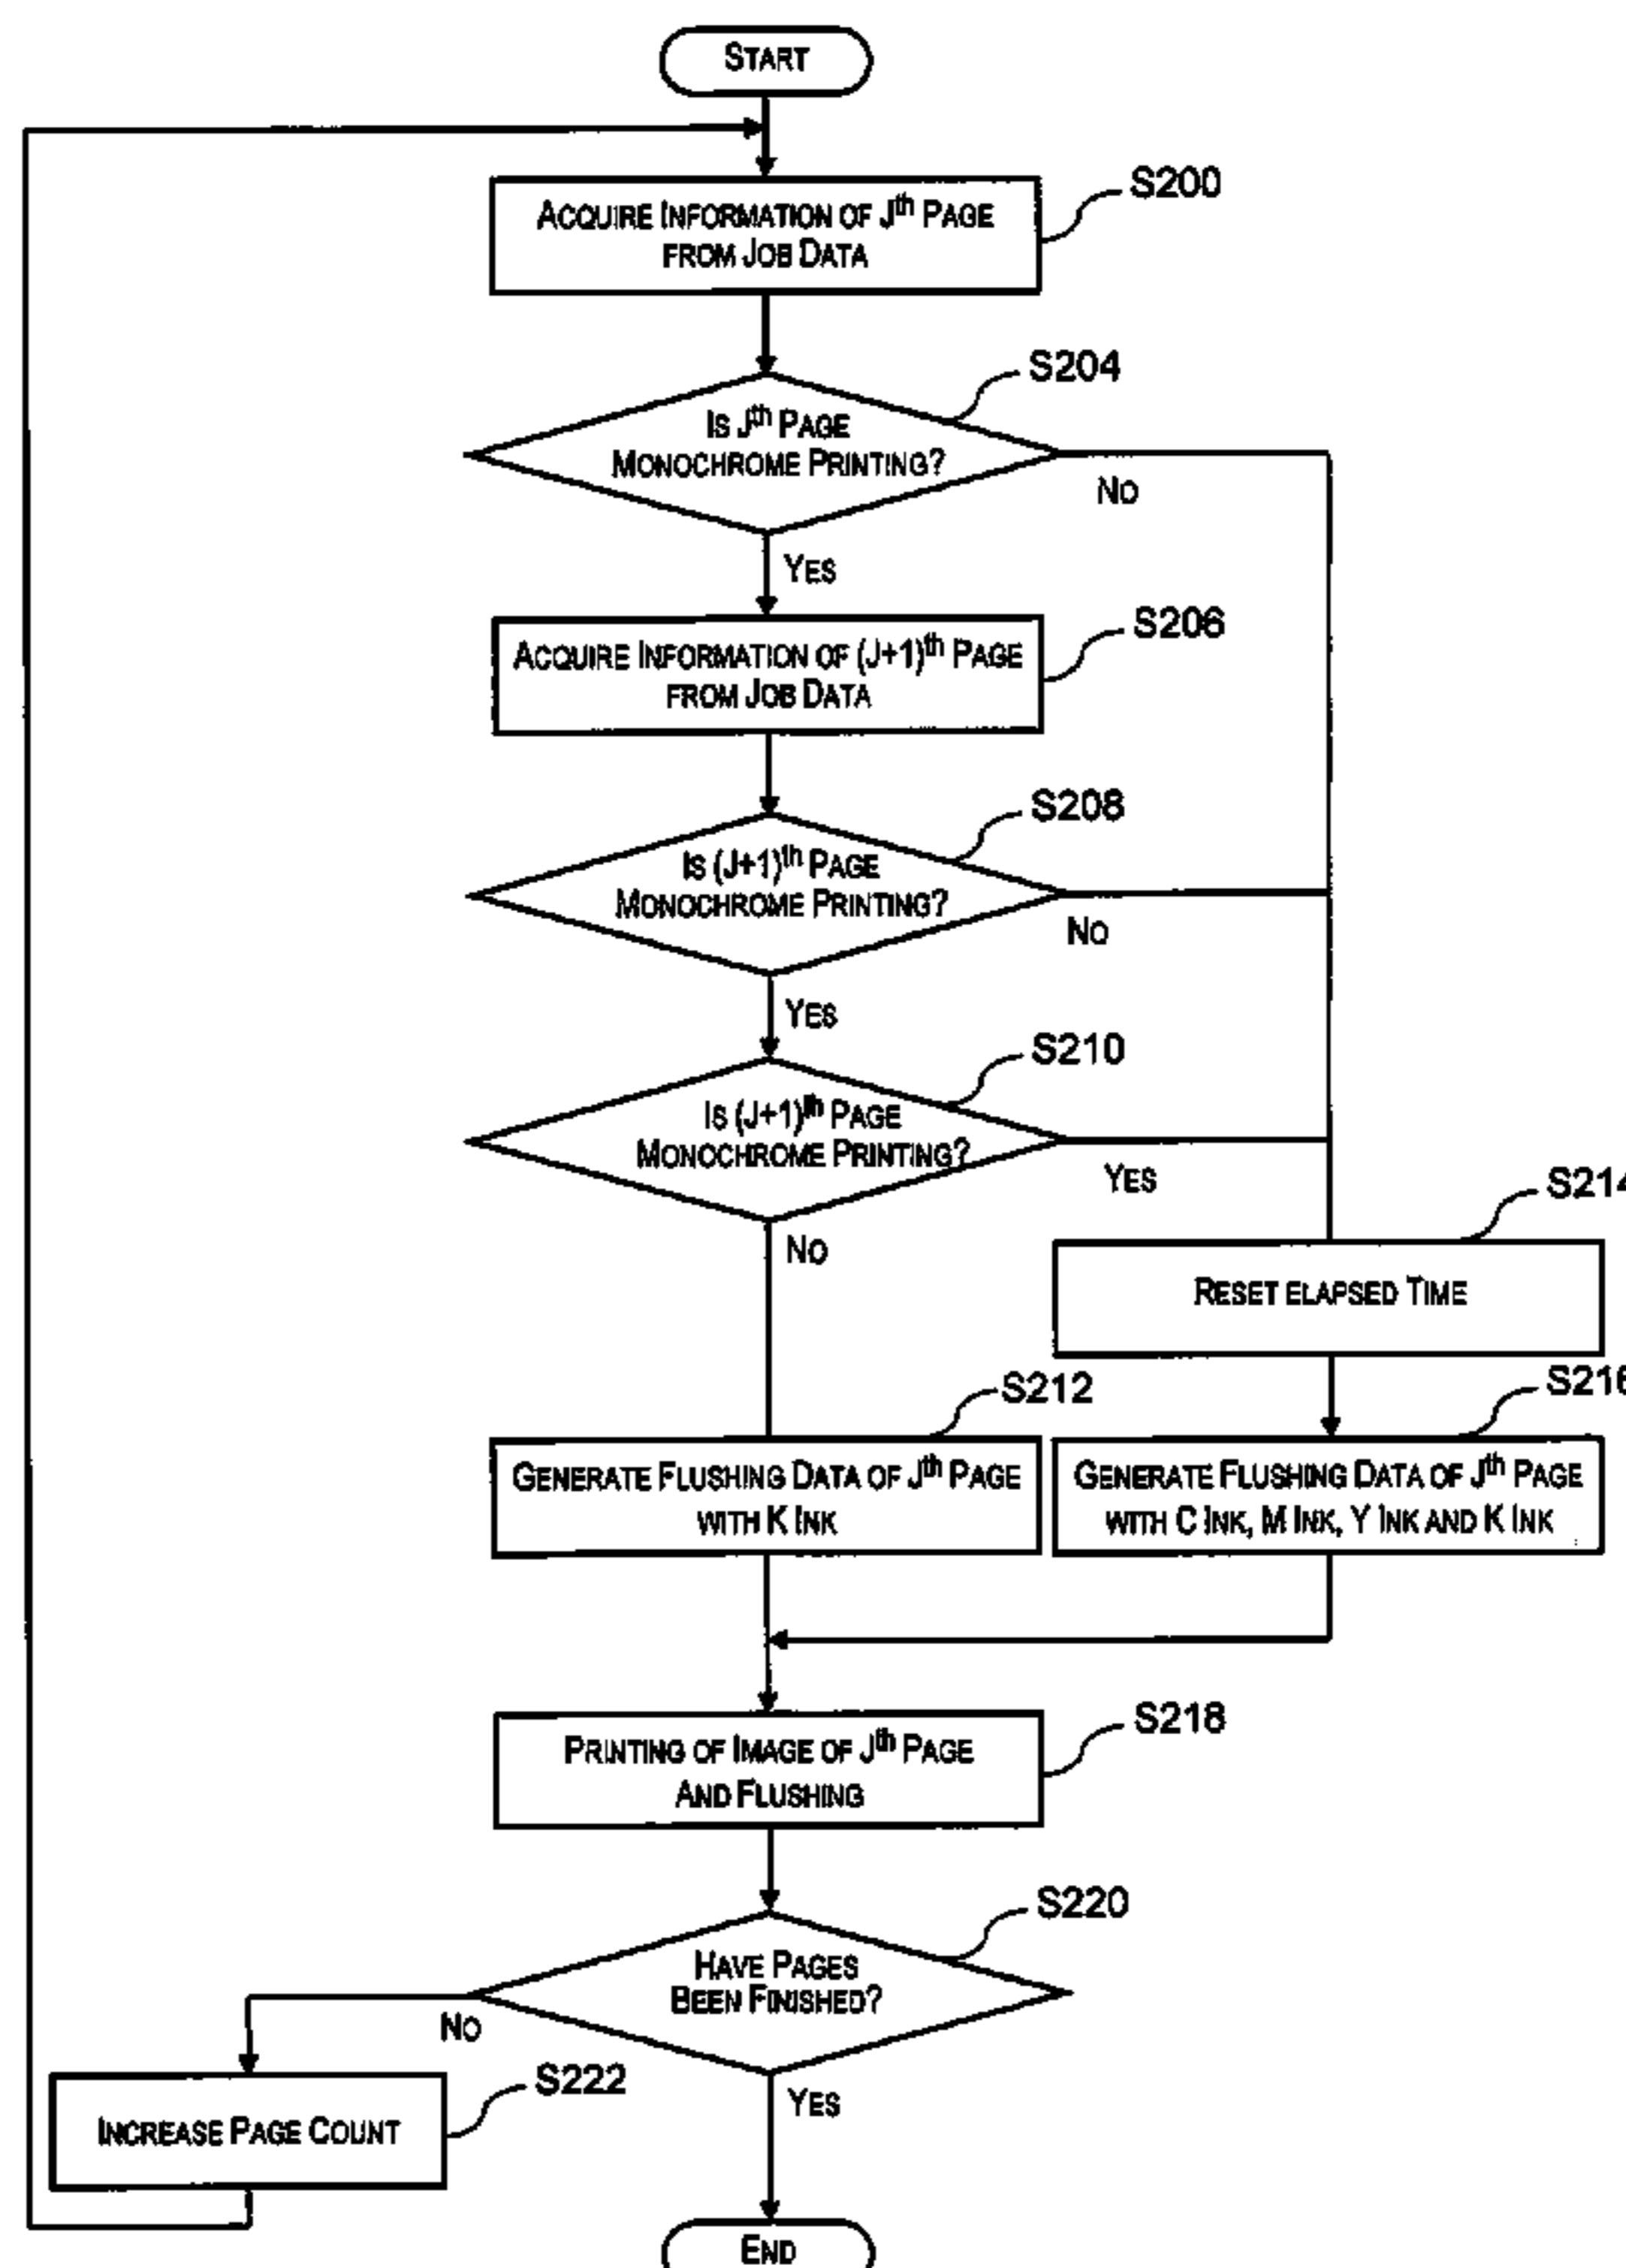 START
S200
ACQUIRE INFORMATION OF Jth PAGE
FROM JOB DATA
S204
IS Jth PAGE
MONOCHROME PRINTING?
NO
YES
S206
ACQUIRE INFORMATION OF (J+1)th PAGE
FROM JOB DATA
S208
IS (J+1)th PAGE
MONOCHROME PRINTING?
NO
YES
S210
IS (J+1)th PAGE
MONOCHROME PRINTING?
YES
NO
S214
RESET ELAPSED TIME
S212
S216
GENERATE FLUSHING DATA OF Jth PAGE
WITH K INK
GENERATE FLUSHING DATA OF Jth PAGE
WITH C INK, M INK, Y INK AND K INK
S218
PRINTING OF IMAGE OF Jth PAGE
AND FLUSHING
S220
HAVE PAGES
BEEN FINISHED?
NO
YES
S222
INCREASE PAGE COUNT
END